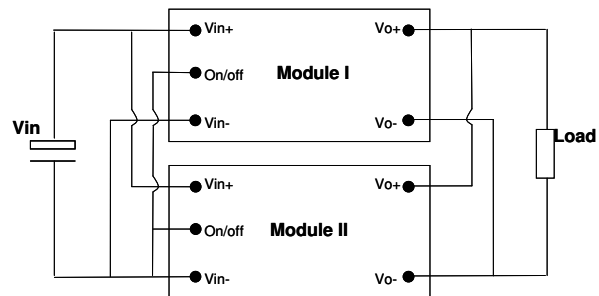 Vin+
Vo+
On/off
Module I
Vin-
Vo-
Vin
Load
Vin+
Vo+
On/off
Module II
Vin-
Vo-